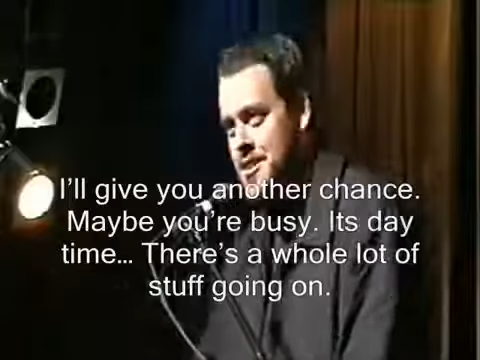 I'll give you another chance.
Maybe you're busy. Its day
time... There's a whole lot of
stuff going on.